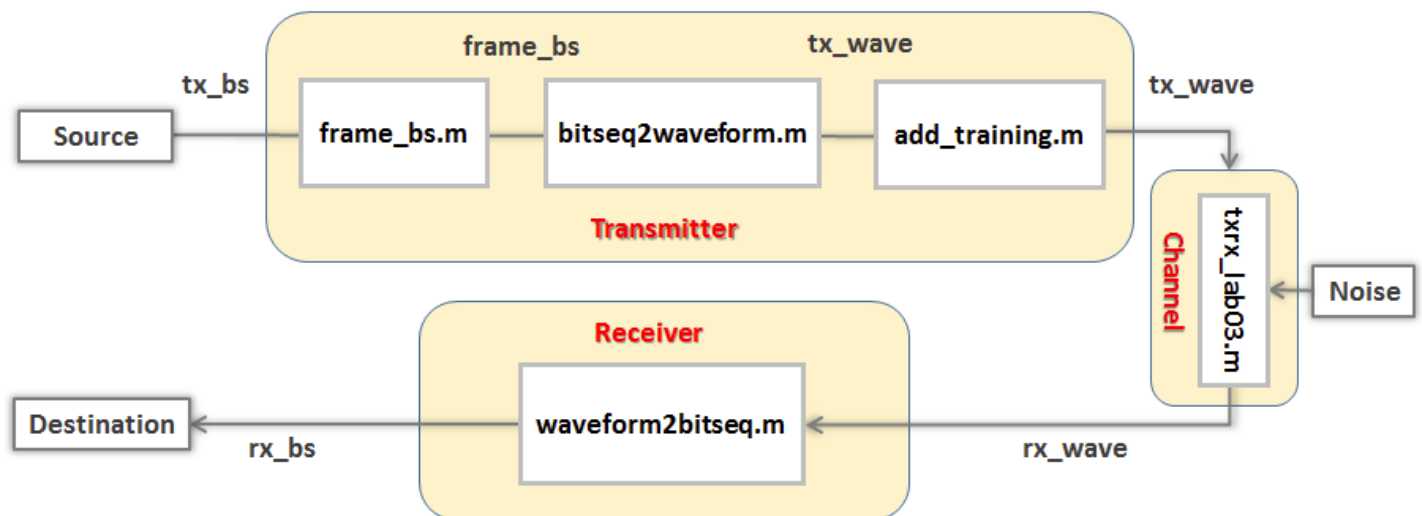 frame_bs
tx_wave
tx_bs
tx_wave
Source
frame_bs.m
bitseq2waveform.m
add_training.m
Transmitter
Channel
txrx_lab03.m
Noise
Receiver
Destination
waveform2bitseq.m
rx_bs
rx_wave